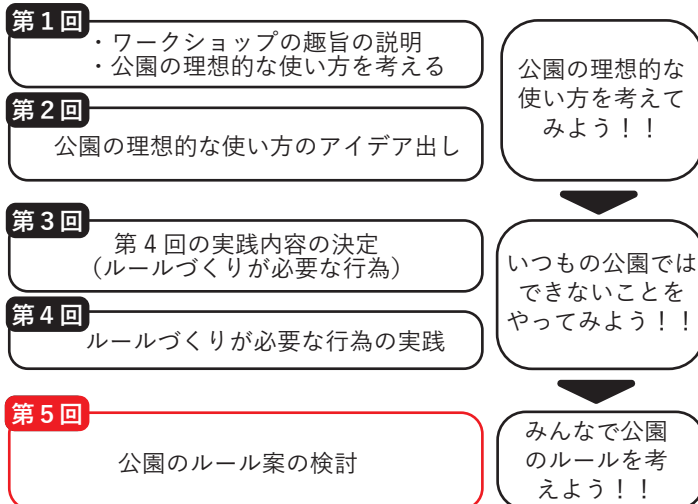 第1回
・ワークショップの趣旨の説明
・公園の理想的な使い方を考える
第2回
公園の理想的な使い方のアイデア出し
公園の理想的な
使い方を考えて
みよう！！
第3回
第4回の実践内容の決定
（ルールづくりが必要な行為）
第4回
ルールづくりが必要な行為の実践
いつもの公園では
できないことを
やってみよう！！
第5回
公園のルール案の検討
みんなで公園
のルールを考
えよう！！